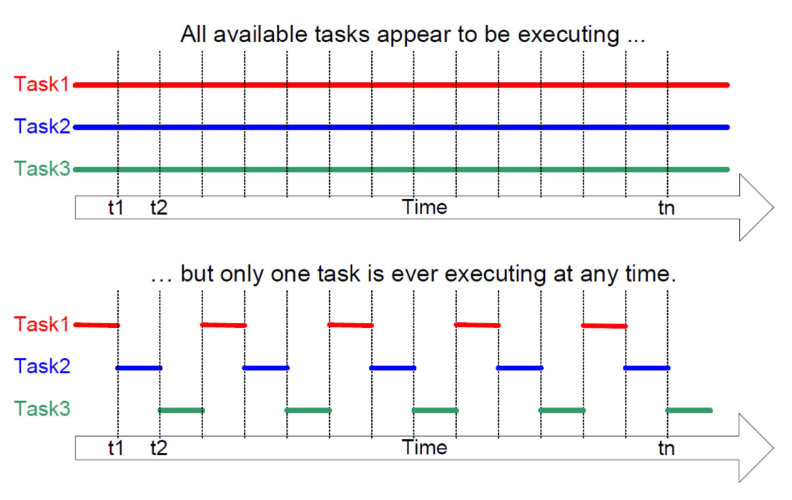 All available tasks appear to be executing ...
Task1
Task2
Task3
t1 t2 Time tn
... but only one task is ever executing at any time.
Task1
Task2
Task3
t1 t2 Time tn